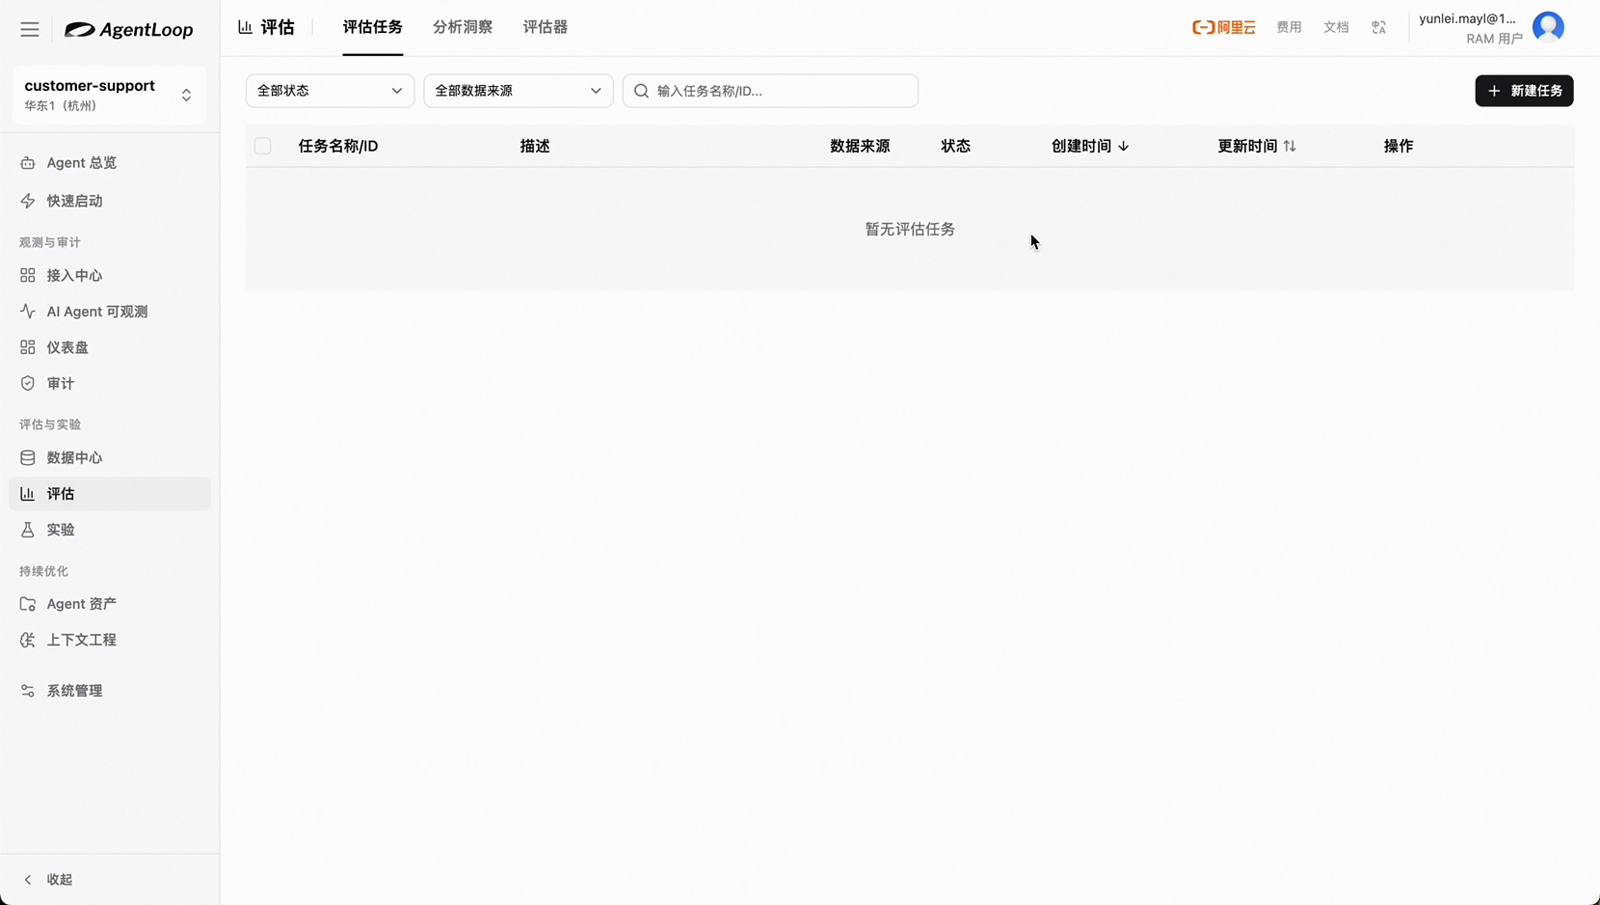 AgentLoop
customer-support
华东1（杭州）
Agent 总览
快速启动
观测与审计
接入中心
AI Agent 可观测
仪表盘
审计
评估与实验
数据中心
评估
实验
持续优化
Agent 资产
上下文工程
系统管理
收起
评估 评估任务 分析洞察 评估器
阿里云 费用 文档
yunlei.mayl@1...
RAM 用户
全部状态 全部数据来源 输入任务名称/ID... 新建任务
任务名称/ID 描述 数据来源 状态 创建时间 更新时间 操作
暂无评估任务